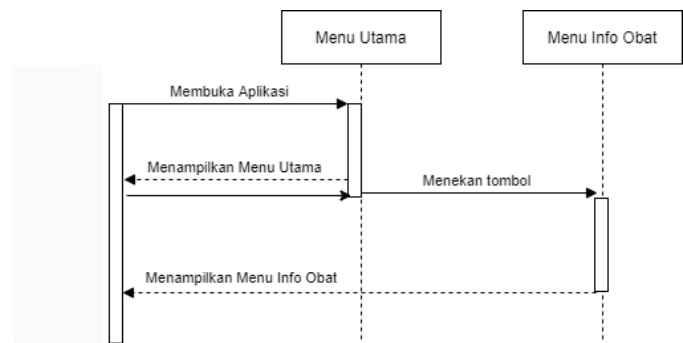 Menu Utama
Menu Info Obat
Membuka Aplikasi
Menampilkan Menu Utama
Menekan tombol
Menampilkan Menu Info Obat